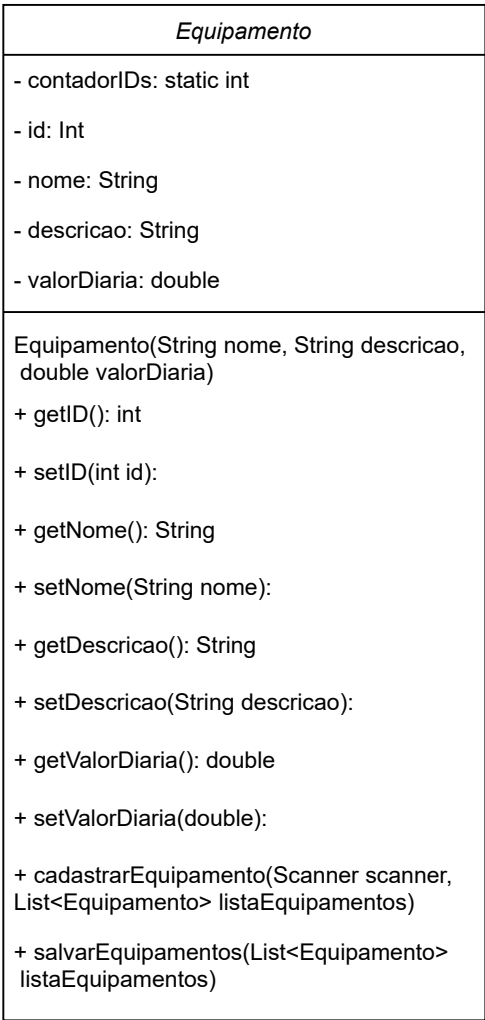 Equipamento
- contadorIDs: static int
- id: Int
- nome: String
- descricao: String
- valorDiaria: double
Equipamento(String nome, String descricao,
double valorDiaria)
+ getID(): int
+ setID(int id):
+ getNome(): String
+ setNome(String nome):
+ getDescricao(): String
+ setDescricao(String descricao):
+ getValorDiaria(): double
+ setValorDiaria(double):
+ cadastrarEquipamento(Scanner scanner,
List<Equipamento> listaEquipamentos)
+ salvarEquipamentos(List<Equipamento>
listaEquipamentos)